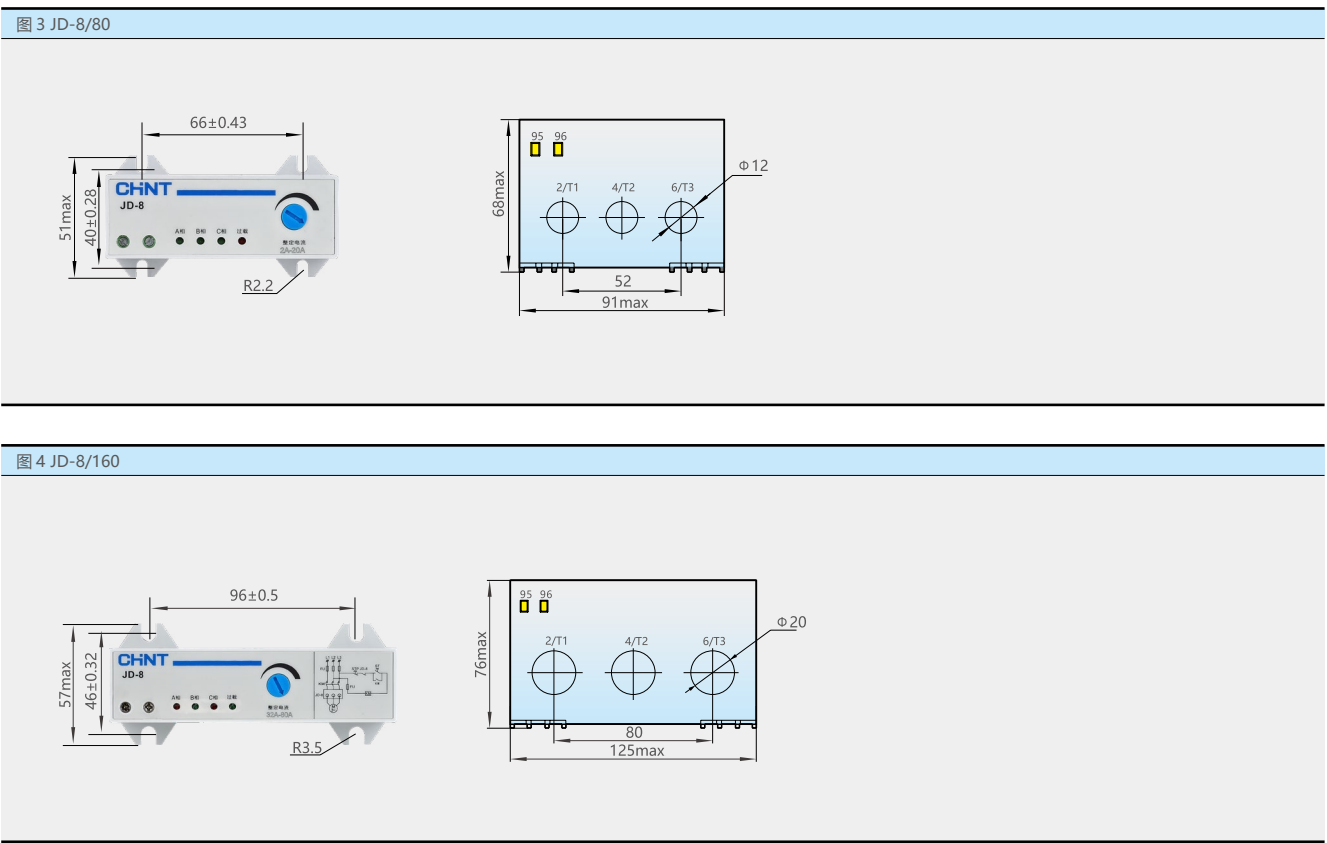 图 3 JD-8/80
66±0.43
51max
40±0.28
CHNT
JD-8
A相 B相 C相 过载
整定电流
2A-20A
R2.2
95 96
2/T1 4/T2 6/T3
Φ12
68max
52
91max
图 4 JD-8/160
96±0.5
57max
46±0.32
CHNT
JD-8
A相 B相 C相 过载
整定电流
32A-80A
R3.5
95 96
2/T1 4/T2 6/T3
Φ20
76max
80
125max